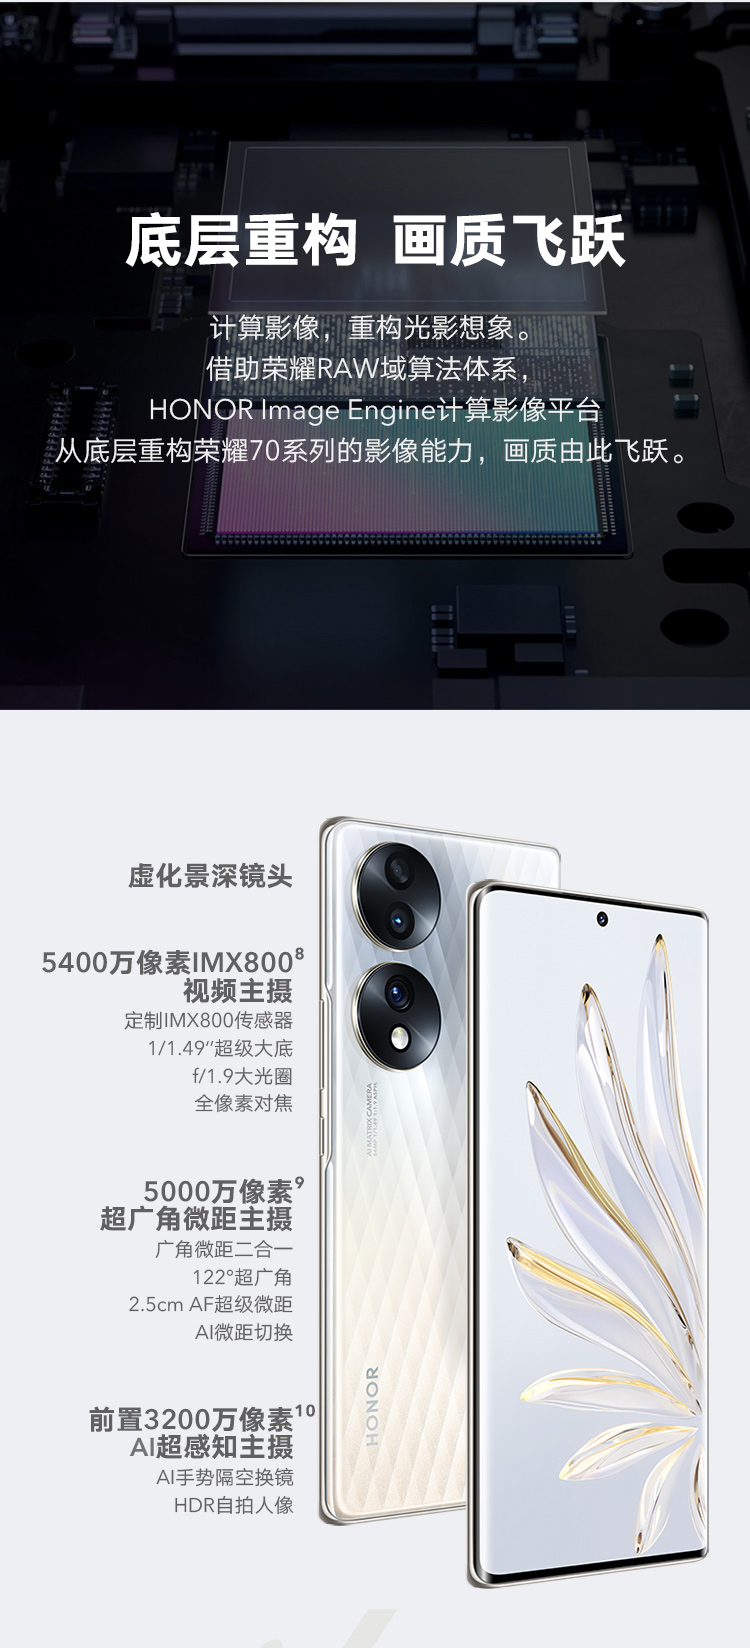 底层重构 画质飞跃
计算影像，重构光影想象。
借助荣耀RAW域算法体系，
HONOR Image Engine计算影像平台
从底层重构荣耀70系列的影像能力，画质由此飞跃。
虚化景深镜头
5400万像素IMX800⁸
视频主摄
定制IMX800传感器
1/1.49″超级大底
f/1.9大光圈
全像素对焦
5000万像素⁹
超广角微距主摄
广角微距二合一
122°超广角
2.5cm AF超级微距
AI微距切换
前置3200万像素¹⁰
AI超感知主摄
AI手势隔空换镜
HDR自拍人像
AI MATRIX CAMERA
HONOR